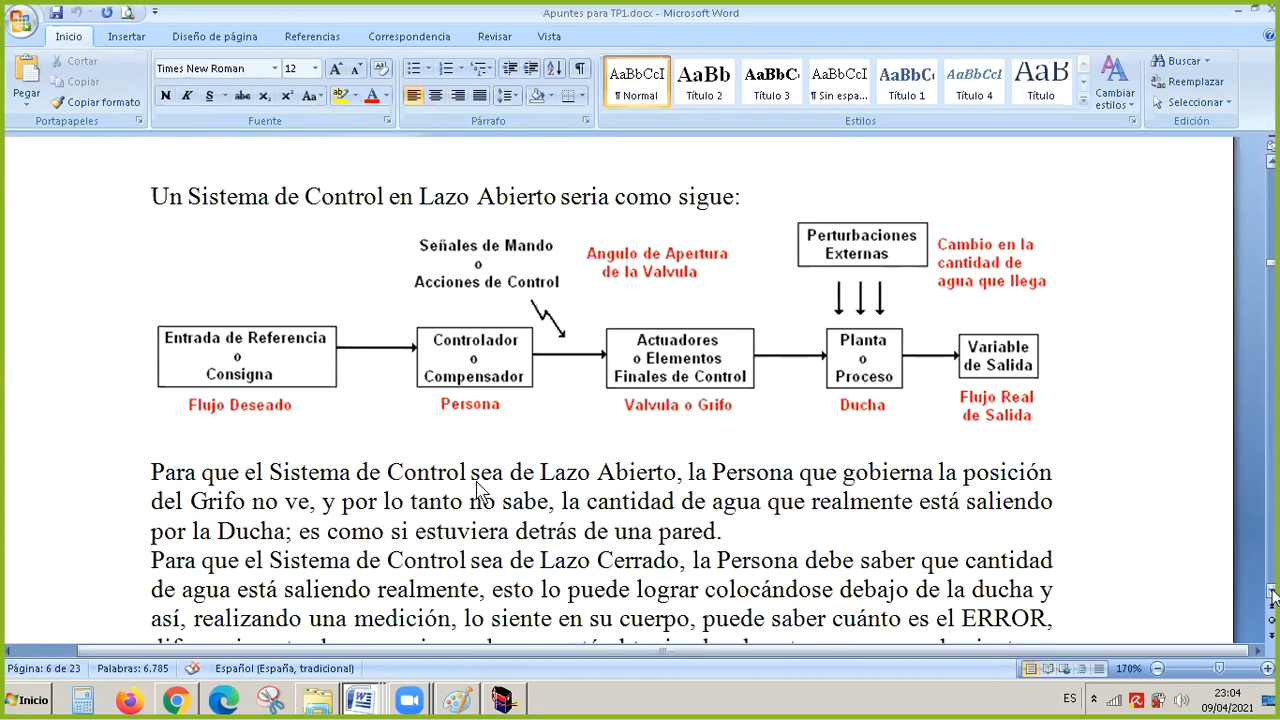 Apuntes para TP1.docx - Microsoft Word
Inicio Insertar Diseño de página Referencias Correspondencia Revisar Vista
Pegar
Cortar
Copiar
Copiar formato
Portapapeles
Times New Roman 12
N K S abc x₂ x² Aa
Fuente
Párrafo
AaBbCcI AaBb AaBbC AaBbCcI AaBbC AaBbCcI AaB
¶ Normal Título 2 Título 3 ¶ Sin espa... Título 1 Título 4 Título
Cambiar
estilos
Estilos
Buscar
Reemplazar
Seleccionar
Edición
Un Sistema de Control en Lazo Abierto seria como sigue:
Señales de Mando
o
Acciones de Control
Angulo de Apertura
de la Valvula
Perturbaciones
Externas
Cambio en la
cantidad de
agua que llega
Entrada de Referencia
o
Consigna
Flujo Deseado
Controlador
o
Compensador
Persona
Actuadores
o Elementos
Finales de Control
Valvula o Grifo
Planta
o
Proceso
Ducha
Variable
de Salida
Flujo Real
de Salida
Para que el Sistema de Control sea de Lazo Abierto, la Persona que gobierna la posición
del Grifo no ve, y por lo tanto no sabe, la cantidad de agua que realmente está saliendo
por la Ducha; es como si estuviera detrás de una pared.
Para que el Sistema de Control sea de Lazo Cerrado, la Persona debe saber que cantidad
de agua está saliendo realmente, esto lo puede lograr colocándose debajo de la ducha y
así, realizando una medición, lo siente en su cuerpo, puede saber cuánto es el ERROR,
Página: 6 de 23 Palabras: 6.785 Español (España, tradicional) 170%
Inicio ES 23:04
09/04/2021